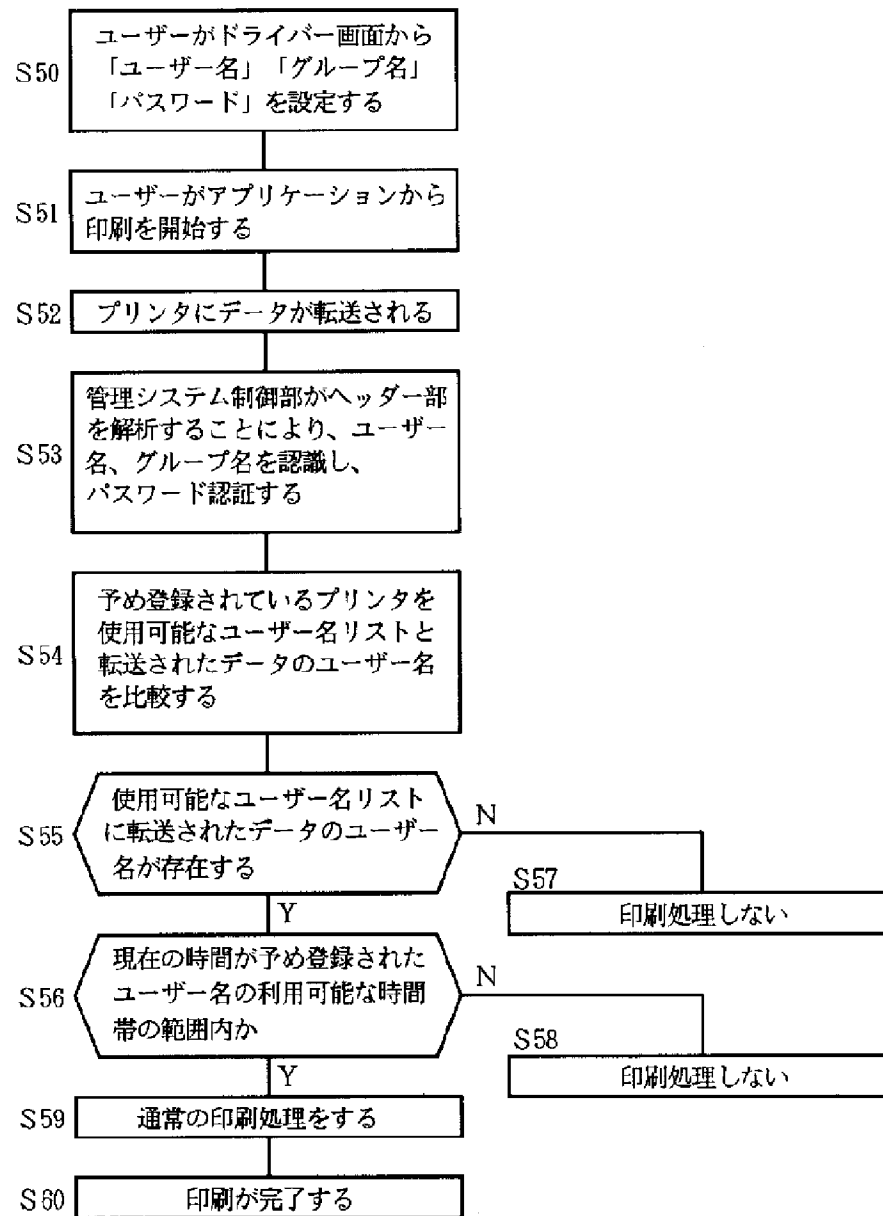 S50
ユーザーがドライバー画面から
「ユーザー名」「グループ名」
「パスワード」を設定する
S51
ユーザーがアプリケーションから
印刷を開始する
S52
プリンタにデータが転送される
S53
管理システム制御部がヘッダー部
を解析することにより、ユーザー
名、グループ名を認識し、
パスワード認証する
S54
予め登録されているプリンタを
使用可能なユーザー名リストと
転送されたデータのユーザー名
を比較する
S55
使用可能なユーザー名リスト
に転送されたデータのユーザー
名が存在する
N
Y
S57
印刷処理しない
S56
現在の時間が予め登録された
ユーザー名の利用可能な時間
帯の範囲内か
N
Y
S58
印刷処理しない
S59
通常の印刷処理をする
S60
印刷が完了する